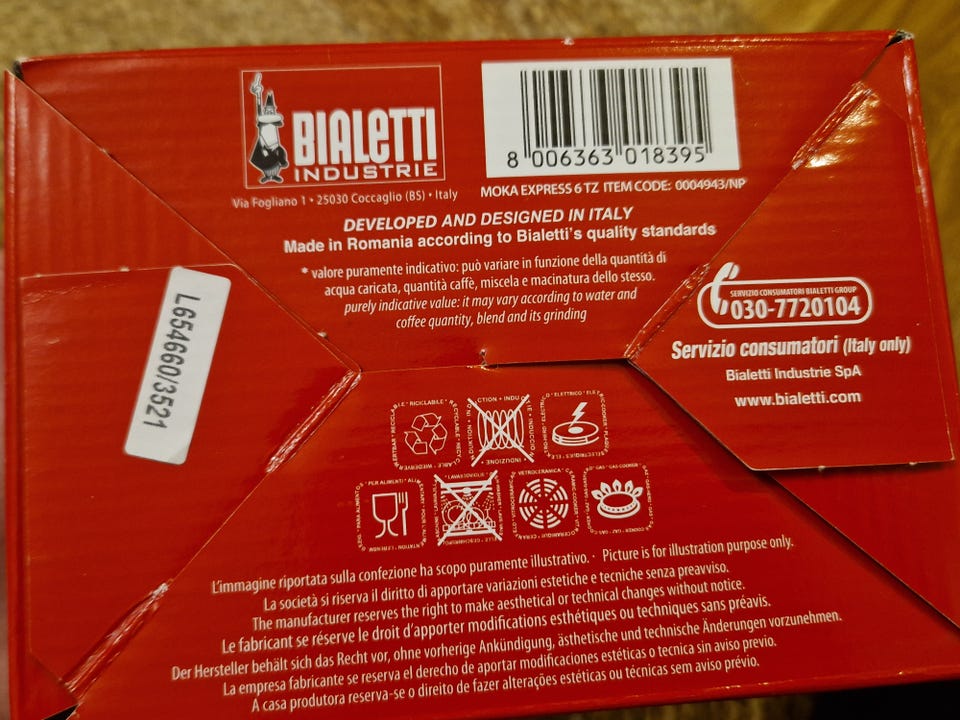 BIALETTI
INDUSTRIE
Via Fogliano 1 • 25030 Coccaglio (BS) • Italy
8 006363 018395
MOKA EXPRESS 6 TZ ITEM CODE: 0004943/NP
DEVELOPED AND DESIGNED IN ITALY
Made in Romania according to Bialetti's quality standards
* valore puramente indicativo: può variare in funzione della quantità di
acqua caricata, quantità caffè, miscela e macinatura dello stesso.
purely indicative value: it may vary according to water and
coffee quantity, blend and its grinding
L654660/3521
SERVIZIO CONSUMATORI BIALETTI GROUP
030-7720104
Servizio consumatori (Italy only)
Bialetti Industrie SpA
www.bialetti.com
L'immagine riportata sulla confezione ha scopo puramente illustrativo. · Picture is for illustration purpose only.
La società si riserva il diritto di apportare variazioni estetiche e tecniche senza preavviso.
The manufacturer reserves the right to make aesthetical or technical changes without notice.
Le fabricant se réserve le droit d'apporter modifications esthétiques ou techniques sans préavis.
Der Hersteller behält sich das Recht vor, ohne vorherige Ankündigung, ästhetische und technische Änderungen vorzunehmen.
La empresa fabricante se reserva el derecho de aportar modificaciones estéticas o tecnica sin aviso previo.
A casa produtora reserva-se o direito de fazer alterações estéticas ou técnicas sem aviso prévio.